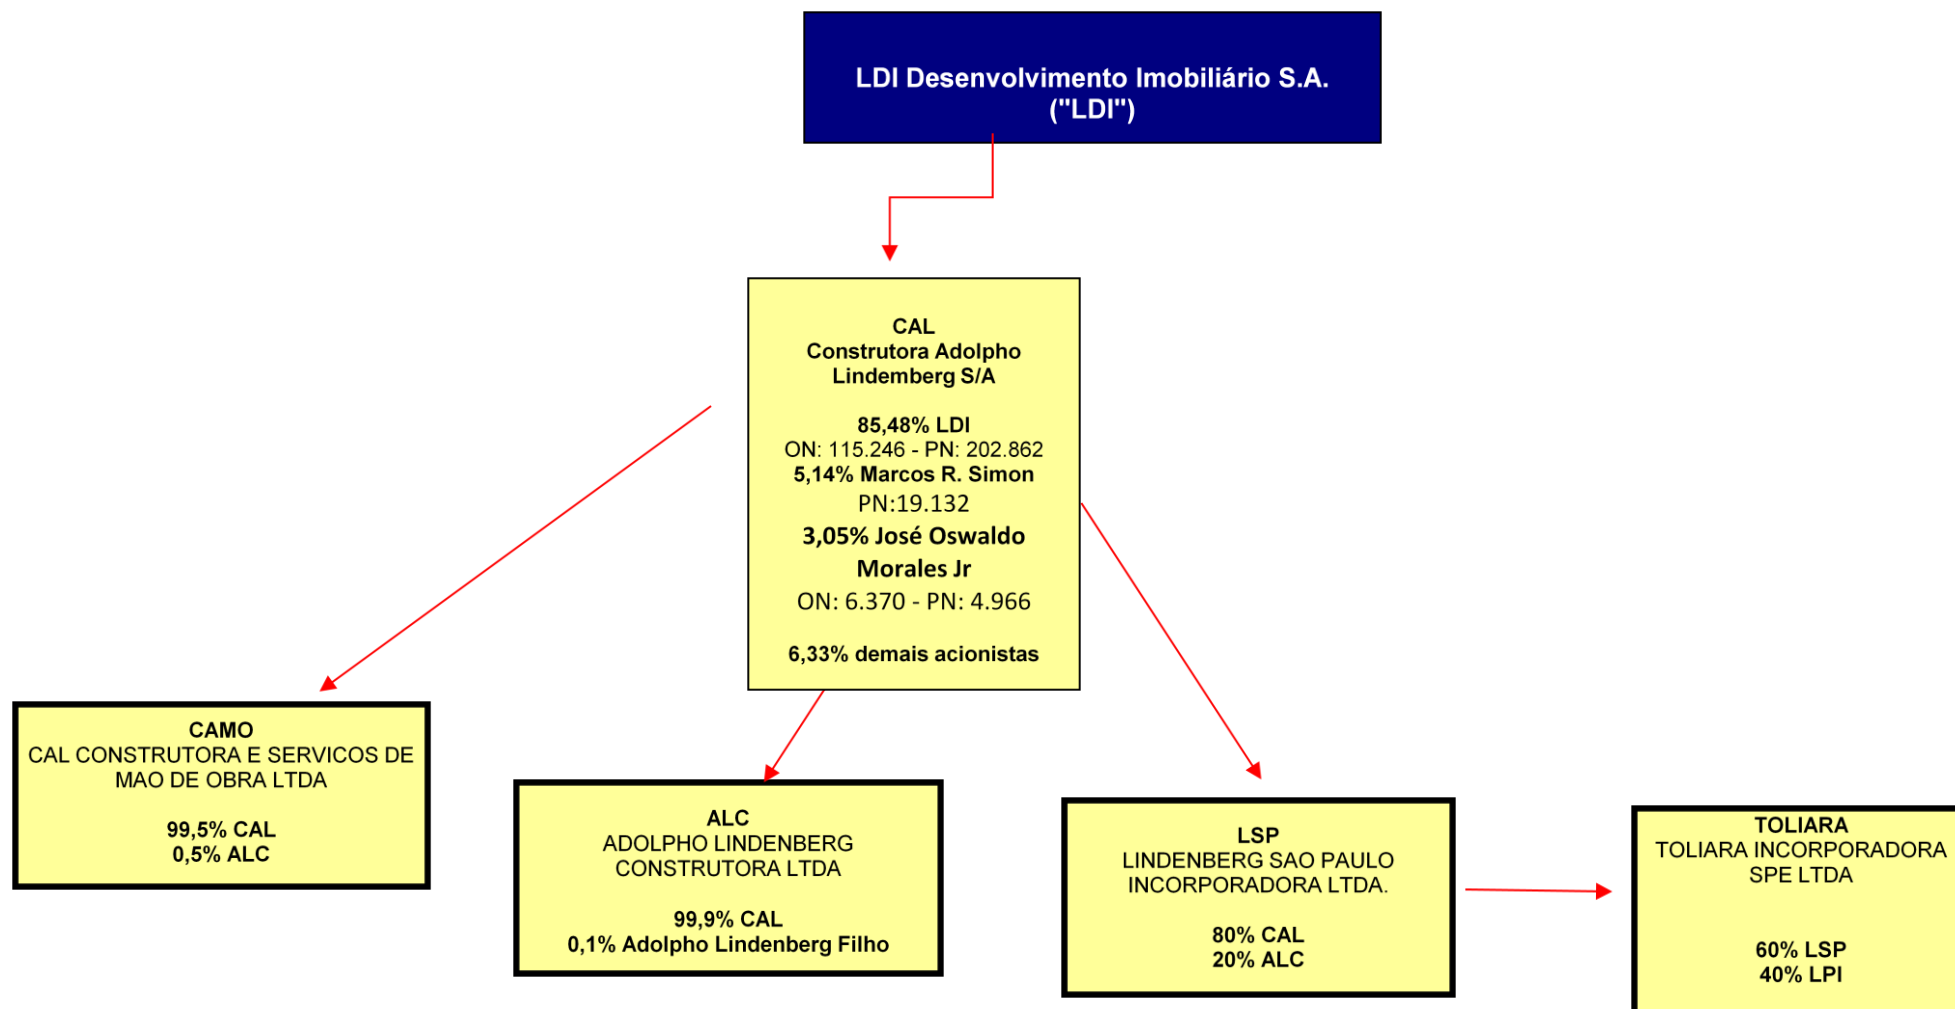 LDI Desenvolvimento Imobiliário S.A.
("LDI")
CAL
Construtora Adolpho
Lindemberg S/A
85,48% LDI
ON: 115.246 - PN: 202.862
5,14% Marcos R. Simon
PN:19.132
3,05% José Oswaldo
Morales Jr
ON: 6.370 - PN: 4.966
6,33% demais acionistas
CAMO
CAL CONSTRUTORA E SERVICOS DE
MAO DE OBRA LTDA
99,5% CAL
0,5% ALC
ALC
ADOLPHO LINDENBERG
CONSTRUTORA LTDA
99,9% CAL
0,1% Adolpho Lindenberg Filho
LSP
LINDENBERG SAO PAULO
INCORPORADORA LTDA.
80% CAL
20% ALC
TOLIARA
TOLIARA INCORPORADORA
SPE LTDA
60% LSP
40% LPI